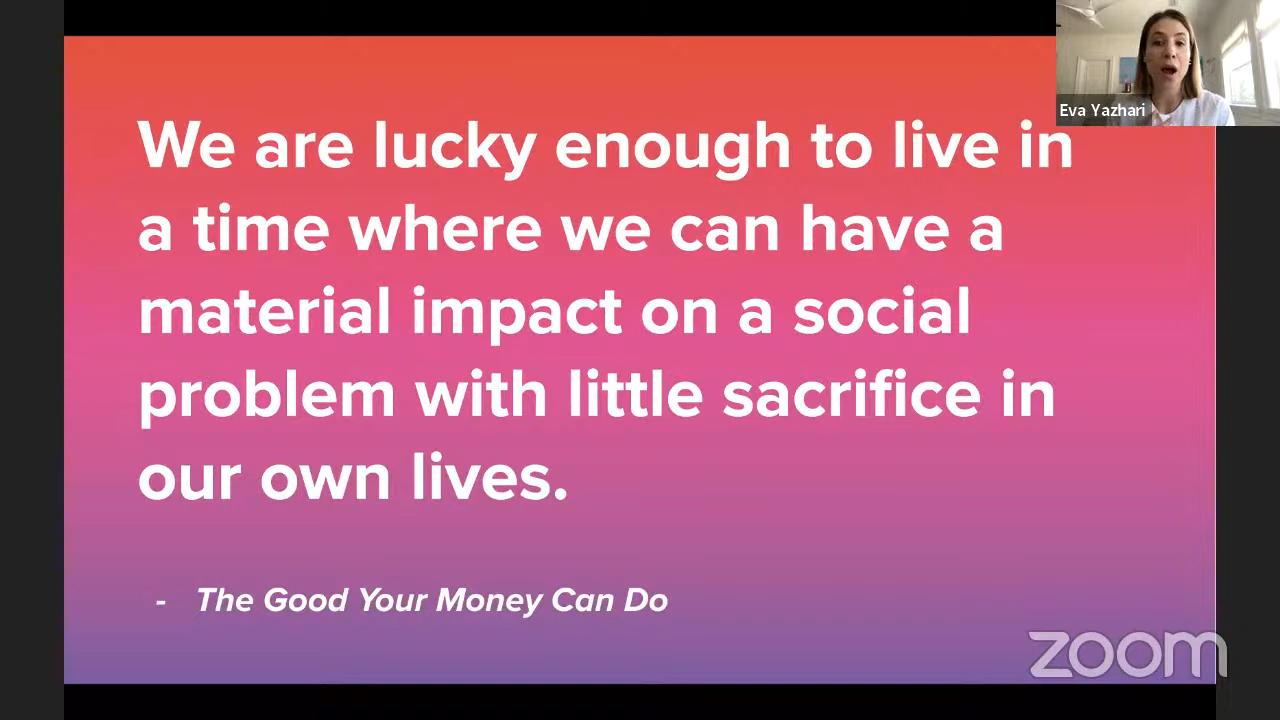 Eva Yazhari
We are lucky enough to live in
a time where we can have a
material impact on a social
problem with little sacrifice in
our own lives.
- The Good Your Money Can Do
zoom